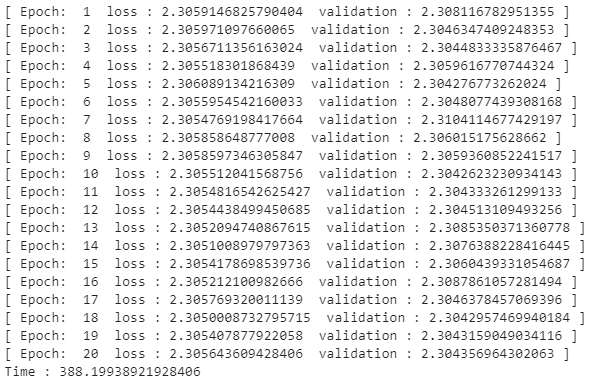 [ Epoch:  1  loss : 2.3059146825790404  validation : 2.308116782951355 ]
[ Epoch:  2  loss : 2.305971097660065  validation : 2.3046347409248353 ]
[ Epoch:  3  loss : 2.3056711356163024  validation : 2.3044833335876467 ]
[ Epoch:  4  loss : 2.305518301868439  validation : 2.3059616770744324 ]
[ Epoch:  5  loss : 2.306089134216309  validation : 2.304276773262024 ]
[ Epoch:  6  loss : 2.3055954542160033  validation : 2.3048077439308168 ]
[ Epoch:  7  loss : 2.3054769198417664  validation : 2.3104114677429197 ]
[ Epoch:  8  loss : 2.305858648777008  validation : 2.306015175628662 ]
[ Epoch:  9  loss : 2.3058597346305847  validation : 2.3059360852241517 ]
[ Epoch:  10  loss : 2.305512041568756  validation : 2.3042623230934143 ]
[ Epoch:  11  loss : 2.3054816542625427  validation : 2.304333261299133 ]
[ Epoch:  12  loss : 2.3054438499450685  validation : 2.304513109493256 ]
[ Epoch:  13  loss : 2.3052094740867615  validation : 2.3085350371360778 ]
[ Epoch:  14  loss : 2.3051008979797363  validation : 2.3076388228416445 ]
[ Epoch:  15  loss : 2.3054178698539736  validation : 2.3060439331054687 ]
[ Epoch:  16  loss : 2.305212100982666  validation : 2.3087861057281494 ]
[ Epoch:  17  loss : 2.305769320011139  validation : 2.3046378457069396 ]
[ Epoch:  18  loss : 2.3050008732795715  validation : 2.3042957469940184 ]
[ Epoch:  19  loss : 2.305407877922058  validation : 2.3043159049034116 ]
[ Epoch:  20  loss : 2.305643609428406  validation : 2.304356964302063 ]
Time : 388.19938921928406